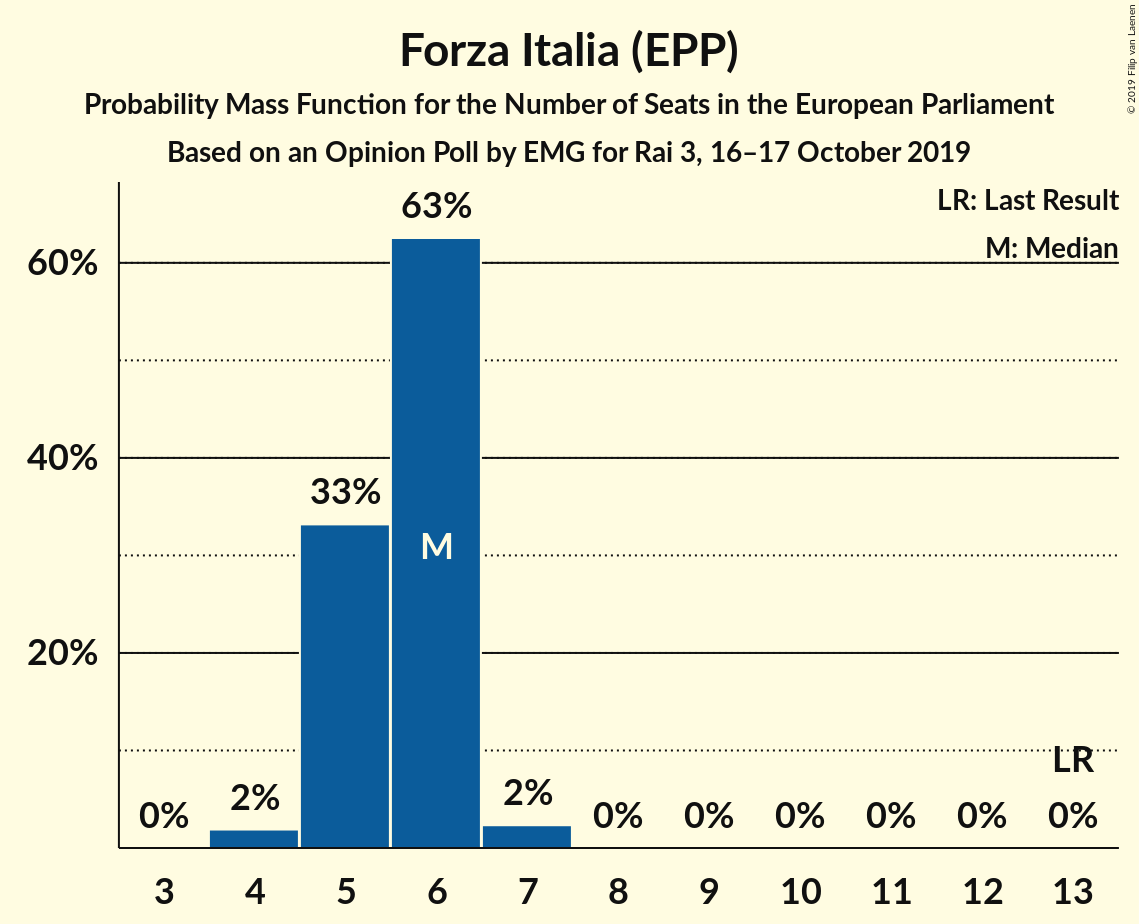 Forza Italia (EPP)
Probability Mass Function for the Number of Seats in the European Parliament
Based on an Opinion Poll by EMG for Rai 3, 16–17 October 2019
© 2019 Filip van Laenen
LR: Last Result
M: Median
60%
40%
20%
0%
2%
33%
63%
M
2%
0%
0%
0%
0%
0%
LR
0%
3 4 5 6 7 8 9 10 11 12 13